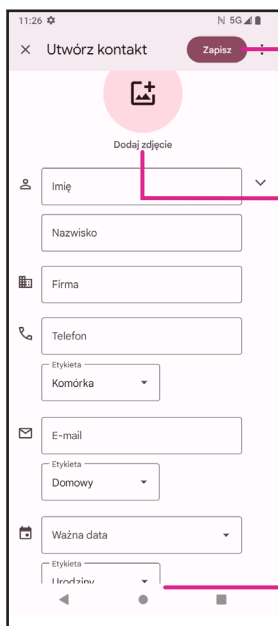 11:26 5G
Utwórz kontakt Zapisz
Dodaj zdjęcie
Imię
Nazwisko
Firma
Telefon
Etykieta
Komórka
E-mail
Etykieta
Domowy
Ważna data
Etykieta
Urodziny